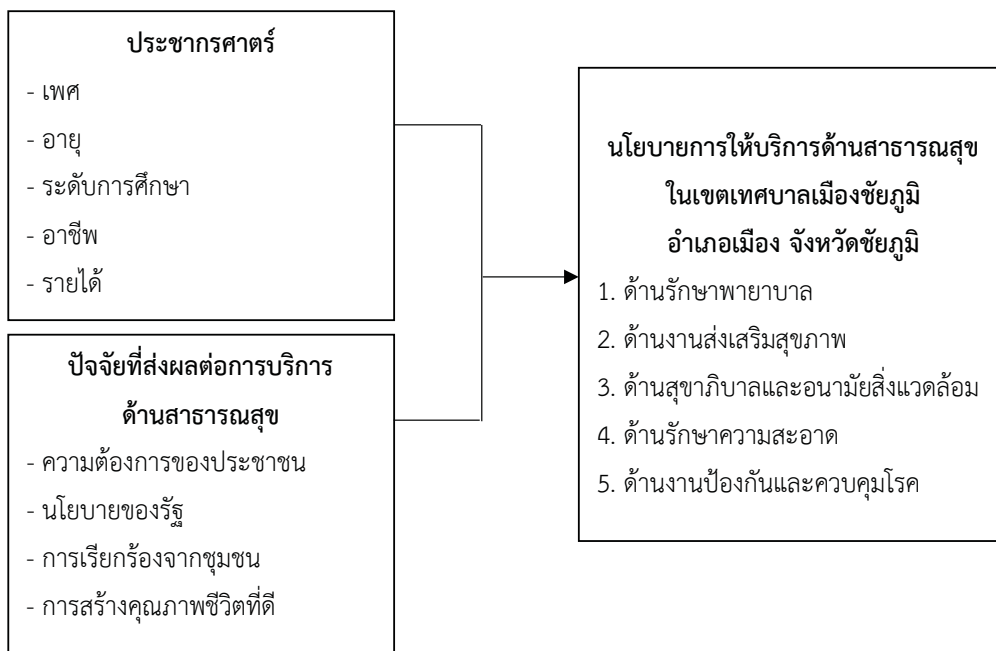 ประชากรศาตร์
- เพศ
- อายุ
- ระดับการศึกษา
- อาชีพ
- รายได้
ปัจจัยที่ส่งผลต่อการบริการ
ด้านสาธารณสุข
- ความต้องการของประชาชน
- นโยบายของรัฐ
- การเรียกร้องจากชุมชน
- การสร้างคุณภาพชีวิตที่ดี
นโยบายการให้บริการด้านสาธารณสุข
ในเขตเทศบาลเมืองชัยภูมิ
อำเภอเมือง จังหวัดชัยภูมิ
1. ด้านรักษาพายาบาล
2. ด้านงานส่งเสริมสุขภาพ
3. ด้านสุขาภิบาลและอนามัยสิ่งแวดล้อม
4. ด้านรักษาความสะอาด
5. ด้านงานป้องกันและควบคุมโรค